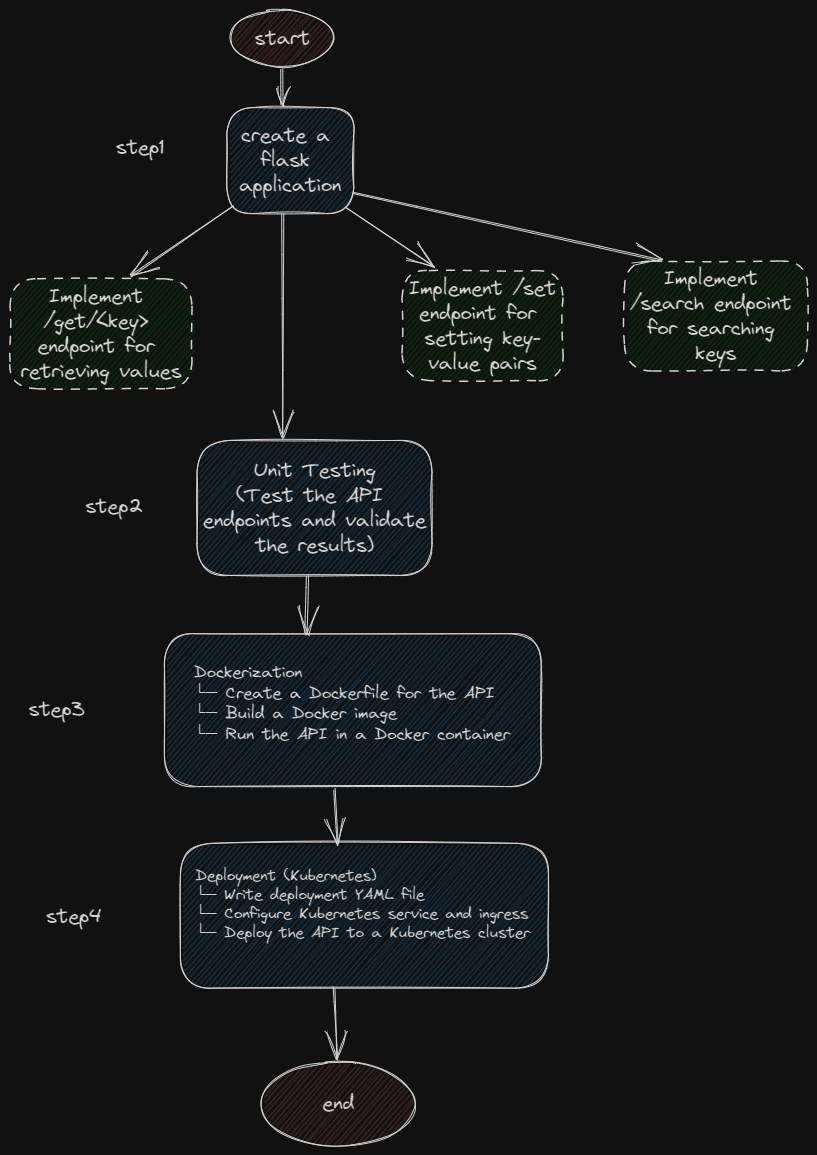 start
step1
create a
flask
application
Implement
/get/<key>
endpoint for
retrieving values
Implement /set
endpoint for
setting key-
value pairs
Implement
/search endpoint
for searching
keys
step2
Unit Testing
(Test the API
endpoints and validate
the results)
step3
Dockerization
└─ Create a Dockerfile for the API
└─ Build a Docker image
└─ Run the API in a Docker container
step4
Deployment (Kubernetes)
└─ Write deployment YAML file
└─ Configure Kubernetes service and ingress
└─ Deploy the API to a Kubernetes cluster
end